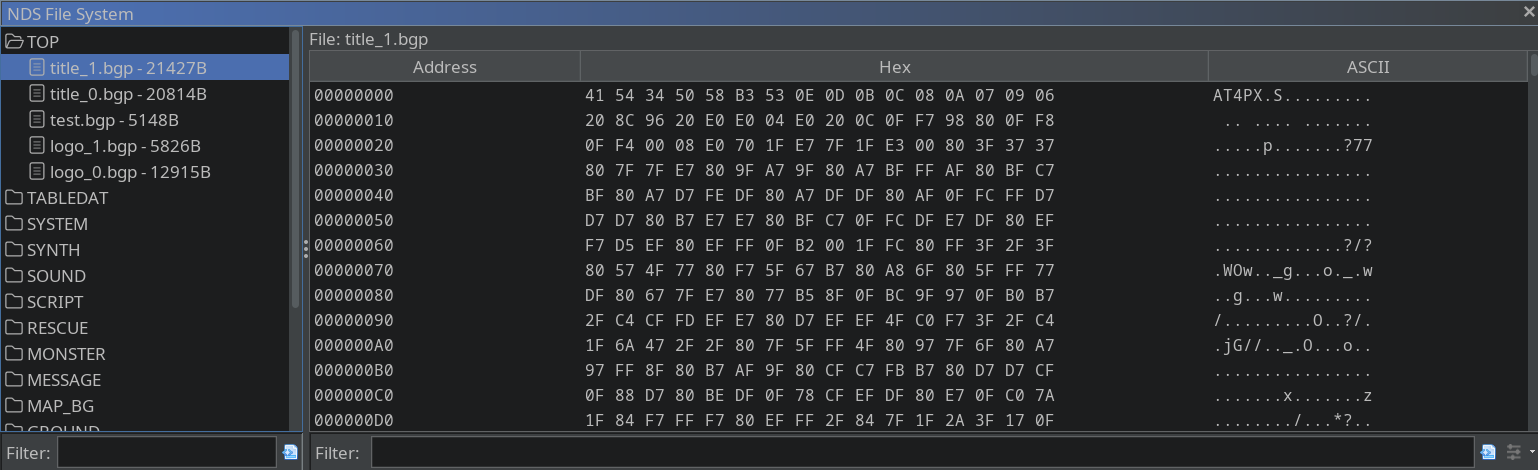 NDS File System
TOP
title_1.bgp - 21427B
title_0.bgp - 20814B
test.bgp - 5148B
logo_1.bgp - 5826B
logo_0.bgp - 12915B
TABLEDAT
SYSTEM
SYNTH
SOUND
SCRIPT
RESCUE
MONSTER
MESSAGE
MAP_BG
GROUND
Filter:
File: title_1.bgp
Address Hex ASCII
00000000 41 54 34 50 58 B3 53 0E 0D 0B 0C 08 0A 07 09 06 AT4PX.S.........
00000010 20 8C 96 20 E0 E0 04 E0 20 0C 0F F7 98 80 0F F8  .. .... .......
00000020 0F F4 00 08 E0 70 1F E7 7F 1F E3 00 80 3F 37 37 .....p.......?77
00000030 80 7F 7F E7 80 9F A7 9F 80 A7 BF FF AF 80 BF C7 ................
00000040 BF 80 A7 D7 FE DF 80 A7 DF DF 80 AF 0F FC FF D7 ................
00000050 D7 D7 80 B7 E7 E7 80 BF C7 0F FC DF E7 DF 80 EF ................
00000060 F7 D5 EF 80 EF FF 0F B2 00 1F FC 80 FF 3F 2F 3F .............?/?
00000070 80 57 4F 77 80 F7 5F 67 B7 80 A8 6F 80 5F FF 77 .WOw.._g...o._.w
00000080 DF 80 67 7F E7 80 77 B5 8F 0F BC 9F 97 0F B0 B7 ..g...w.........
00000090 2F C4 CF FD EF E7 80 D7 EF EF 4F C0 F7 3F 2F C4 /.........O..?/.
000000A0 1F 6A 47 2F 2F 80 7F 5F FF 4F 80 97 7F 6F 80 A7 .jG//.._.O...o..
000000B0 97 FF 8F 80 B7 AF 9F 80 CF C7 FB B7 80 D7 D7 CF ................
000000C0 0F 88 D7 80 BE DF 0F 78 CF EF DF 80 E7 0F C0 7A .......x.......z
000000D0 1F 84 F7 FF F7 80 EF FF 2F 84 7F 1F 2A 3F 17 0F ......../...*?..
Filter: